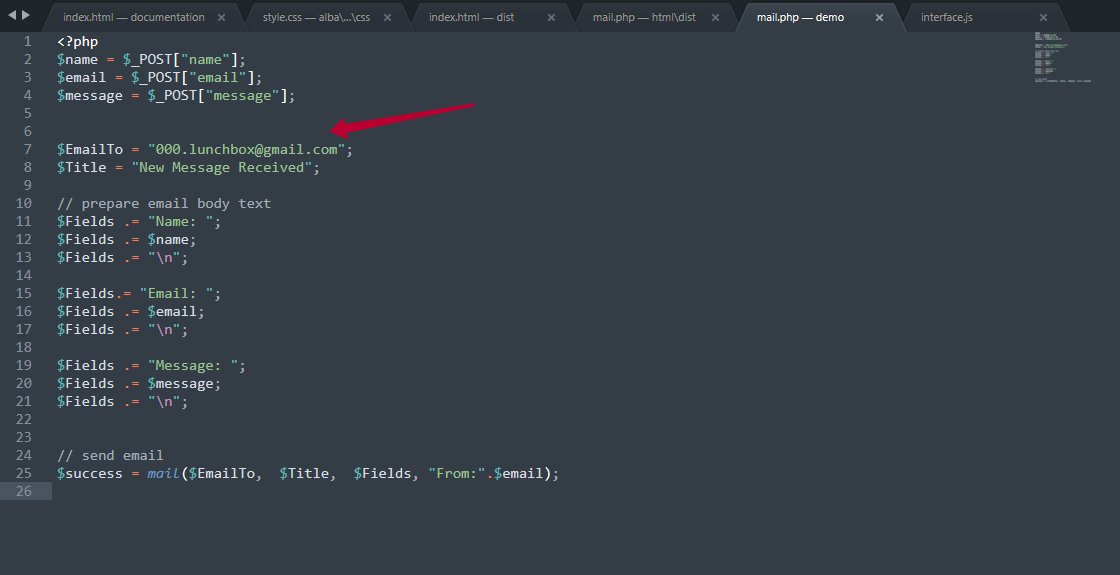 index.html — documentation ×
style.css — alba\...\css ×
index.html — dist ×
mail.php — html\dist ×
mail.php — demo ×
interface.js ×
1 <?php
2 $name = $_POST["name"];
3 $email = $_POST["email"];
4 $message = $_POST["message"];
5
6
7 $EmailTo = "000.lunchbox@gmail.com";
8 $Title = "New Message Received";
9
10 // prepare email body text
11 $Fields .= "Name: ";
12 $Fields .= $name;
13 $Fields .= "\n";
14
15 $Fields.= "Email: ";
16 $Fields .= $email;
17 $Fields .= "\n";
18
19 $Fields .= "Message: ";
20 $Fields .= $message;
21 $Fields .= "\n";
22
23
24 // send email
25 $success = mail($EmailTo,  $Title,  $Fields, "From:".$email);
26